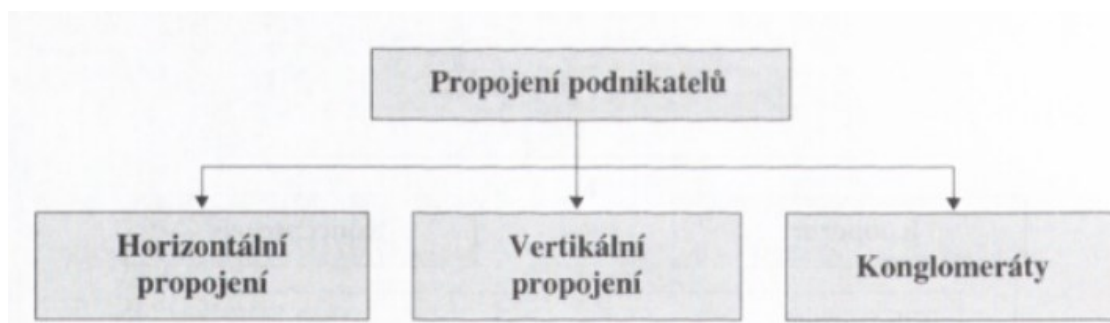 Propojení podnikatelů
Horizontální
propojení
Vertikální
propojení
Konglomeráty